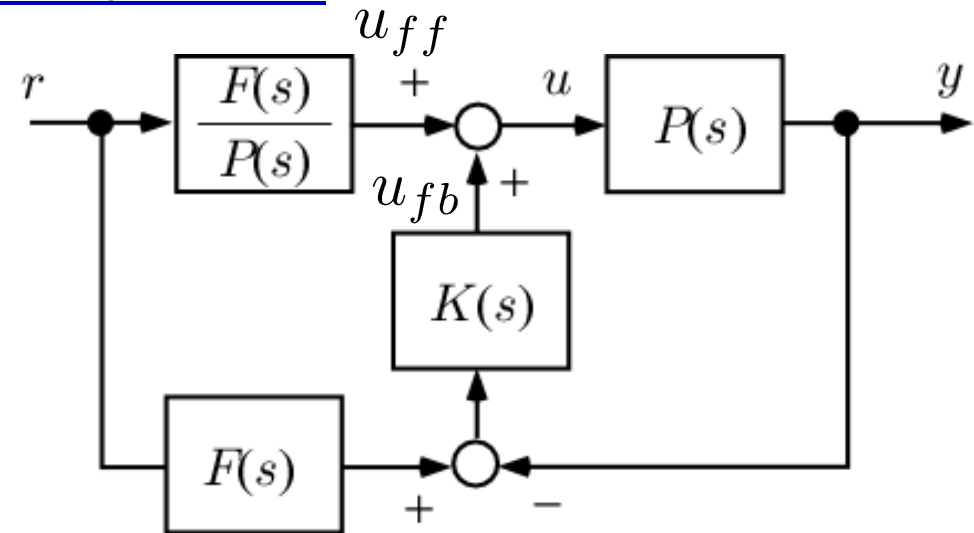 u_{ff}
r
F(s)
P(s)
+
u
P(s)
y
u_{fb}
+
K(s)
F(s)
+
−